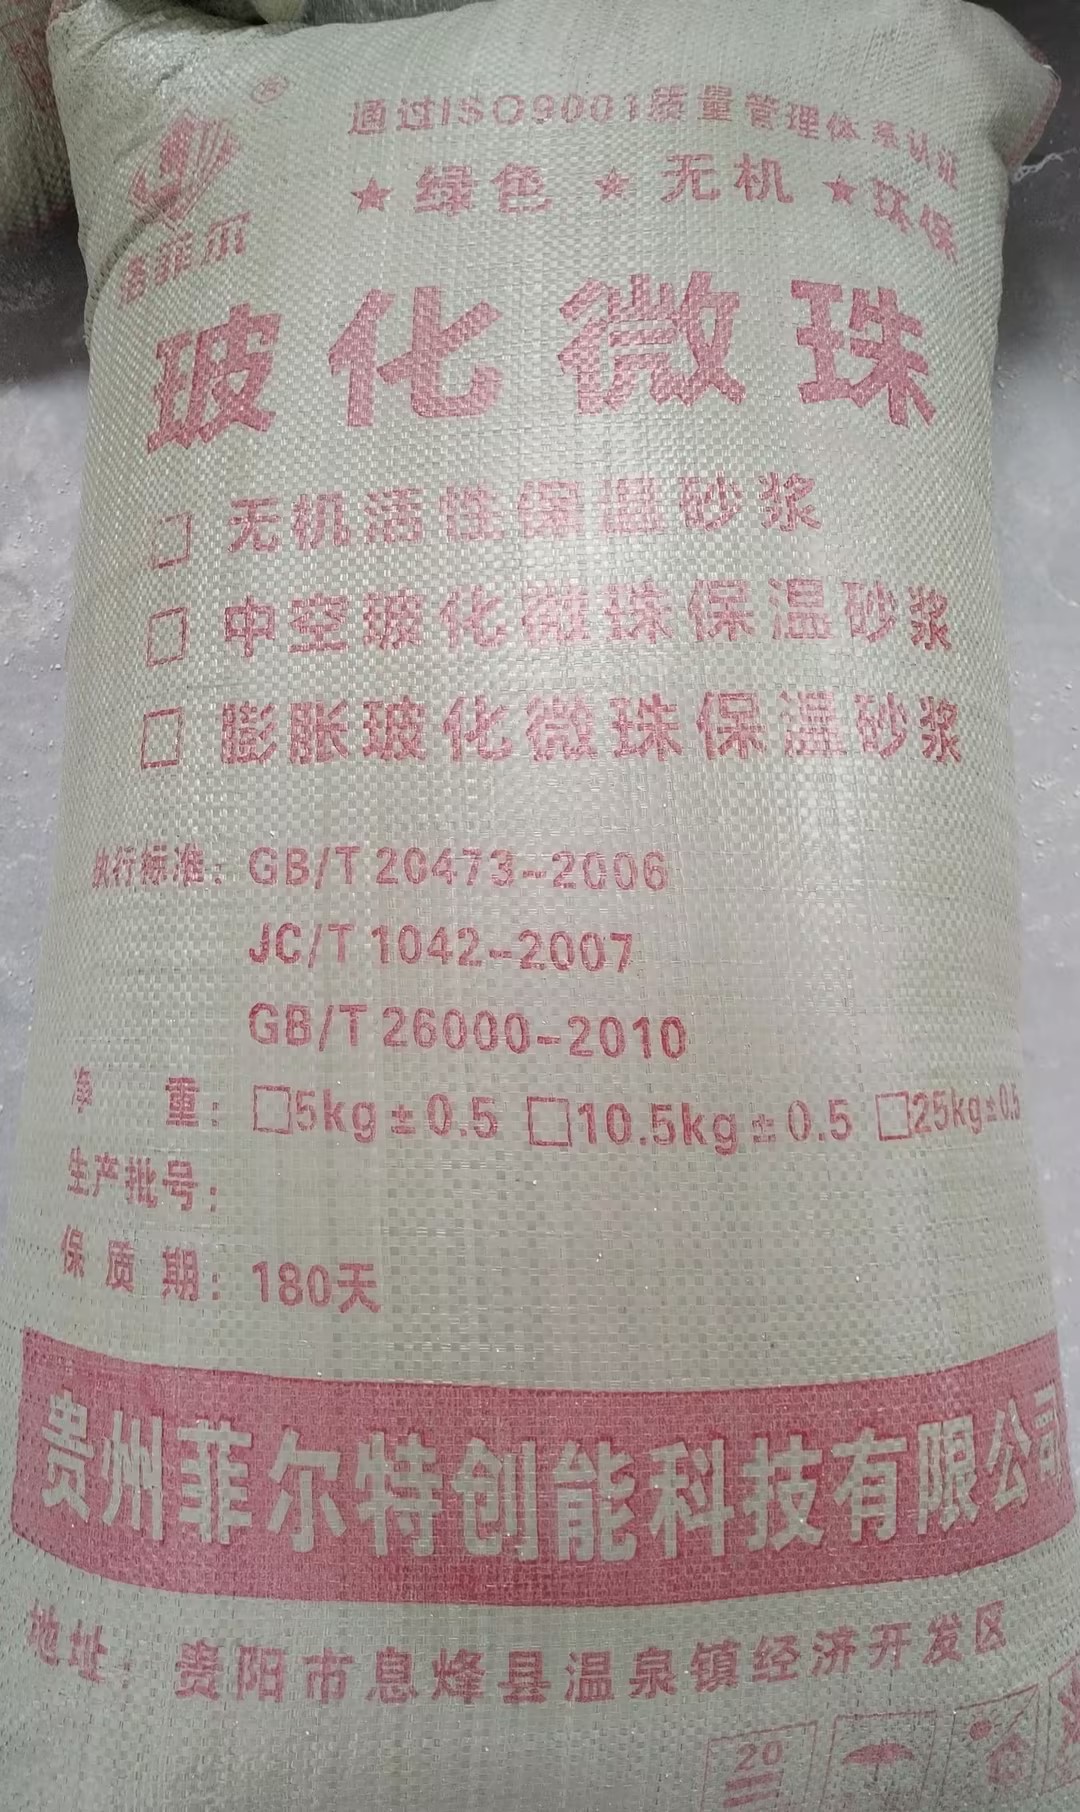 ®
通过ISO9001质量管理体系认证
★绿色 ★无机 ★环保
菲尔
玻化微珠
□ 无机活性保温砂浆
□ 中空玻化微珠保温砂浆
□ 膨胀玻化微珠保温砂浆
执行标准：GB/T 20473-2006
JC/T 1042-2007
GB/T 26000-2010
净 重：□5kg±0.5 □10.5kg±0.5 □25kg±0.5
生产批号：
保质期：180天
贵州菲尔特创能科技有限公司
地址：贵阳市息烽县温泉镇经济开发区
20